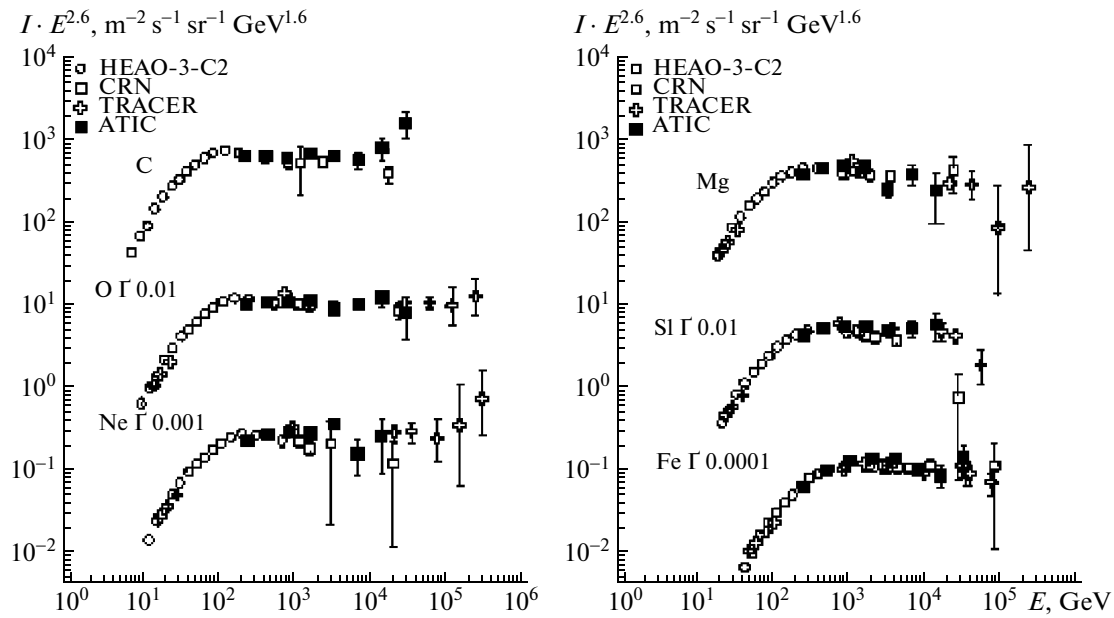 I · E^2.6, m^−2 s^−1 sr^−1 GeV^1.6
10^4
10^3
10^2
10^1
10^0
10^−1
10^−2
HEAO-3-C2
CRN
TRACER
ATIC
C
O Ґ 0.01
Ne Ґ 0.001
10^0 10^1 10^2 10^3 10^4 10^5 10^6
I · E^2.6, m^−2 s^−1 sr^−1 GeV^1.6
10^4
10^3
10^2
10^1
10^0
10^−1
10^−2
HEAO-3-C2
CRN
TRACER
ATIC
Mg
Sl Ґ 0.01
Fe Ґ 0.0001
10^0 10^1 10^2 10^3 10^4 10^5 E, GeV